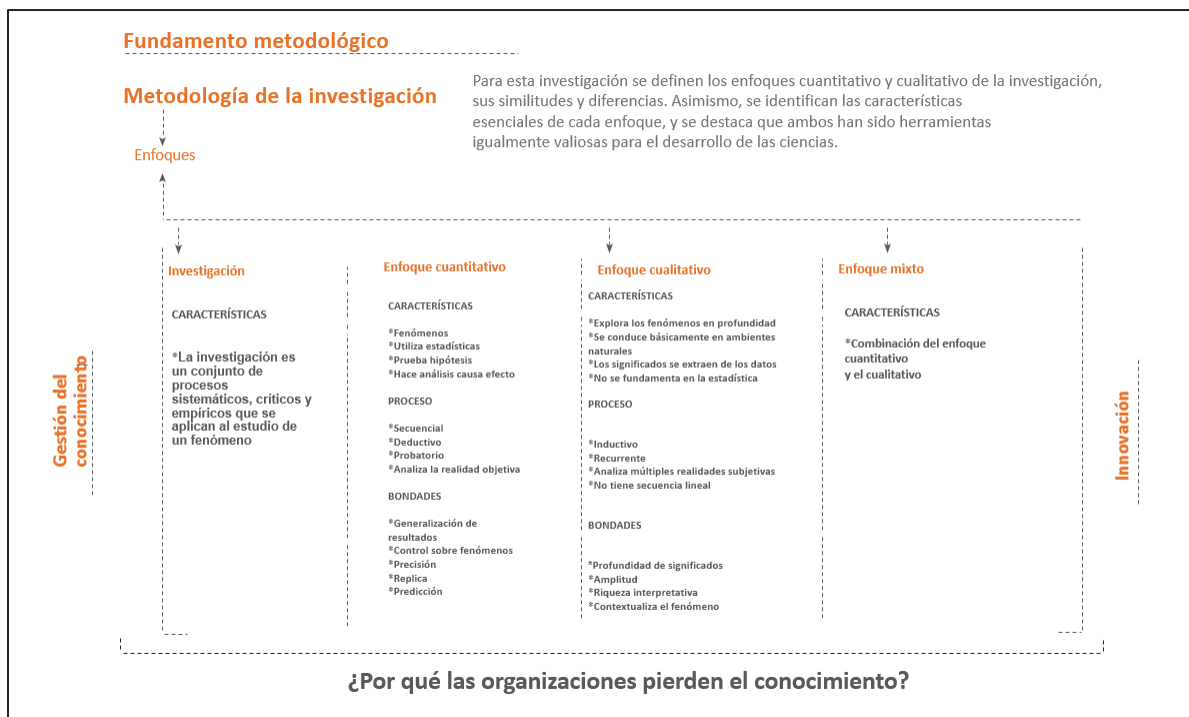 Fundamento metodológico
Metodología de la investigación
Para esta investigación se definen los enfoques cuantitativo y cualitativo de la investigación,
sus similitudes y diferencias. Asimismo, se identifican las características
esenciales de cada enfoque, y se destaca que ambos han sido herramientas
igualmente valiosas para el desarrollo de las ciencias.
Enfoques
Gestión del
conocimiento
Investigación
CARACTERÍSTICAS
*La investigación es
un conjunto de
procesos
sistemáticos, críticos y
empíricos que se
aplican al estudio de
un fenómeno
Enfoque cuantitativo
CARACTERÍSTICAS
*Fenómenos
*Utiliza estadísticas
*Prueba hipótesis
*Hace análisis causa efecto
PROCESO
*Secuencial
*Deductivo
*Probatorio
*Analiza la realidad objetiva
BONDADES
*Generalización de
resultados
*Control sobre fenómenos
*Precisión
*Replica
*Predicción
Enfoque cualitativo
CARACTERÍSTICAS
*Explora los fenómenos en profundidad
*Se conduce básicamente en ambientes
naturales
*Los significados se extraen de los datos
*No se fundamenta en la estadística
PROCESO
*Inductivo
*Recurrente
*Analiza múltiples realidades subjetivas
*No tiene secuencia lineal
BONDADES
*Profundidad de significados
*Amplitud
*Riqueza interpretativa
*Contextualiza el fenómeno
Enfoque mixto
CARACTERÍSTICAS
*Combinación del enfoque
cuantitativo
y el cualitativo
Innovación
¿Por qué las organizaciones pierden el conocimiento?